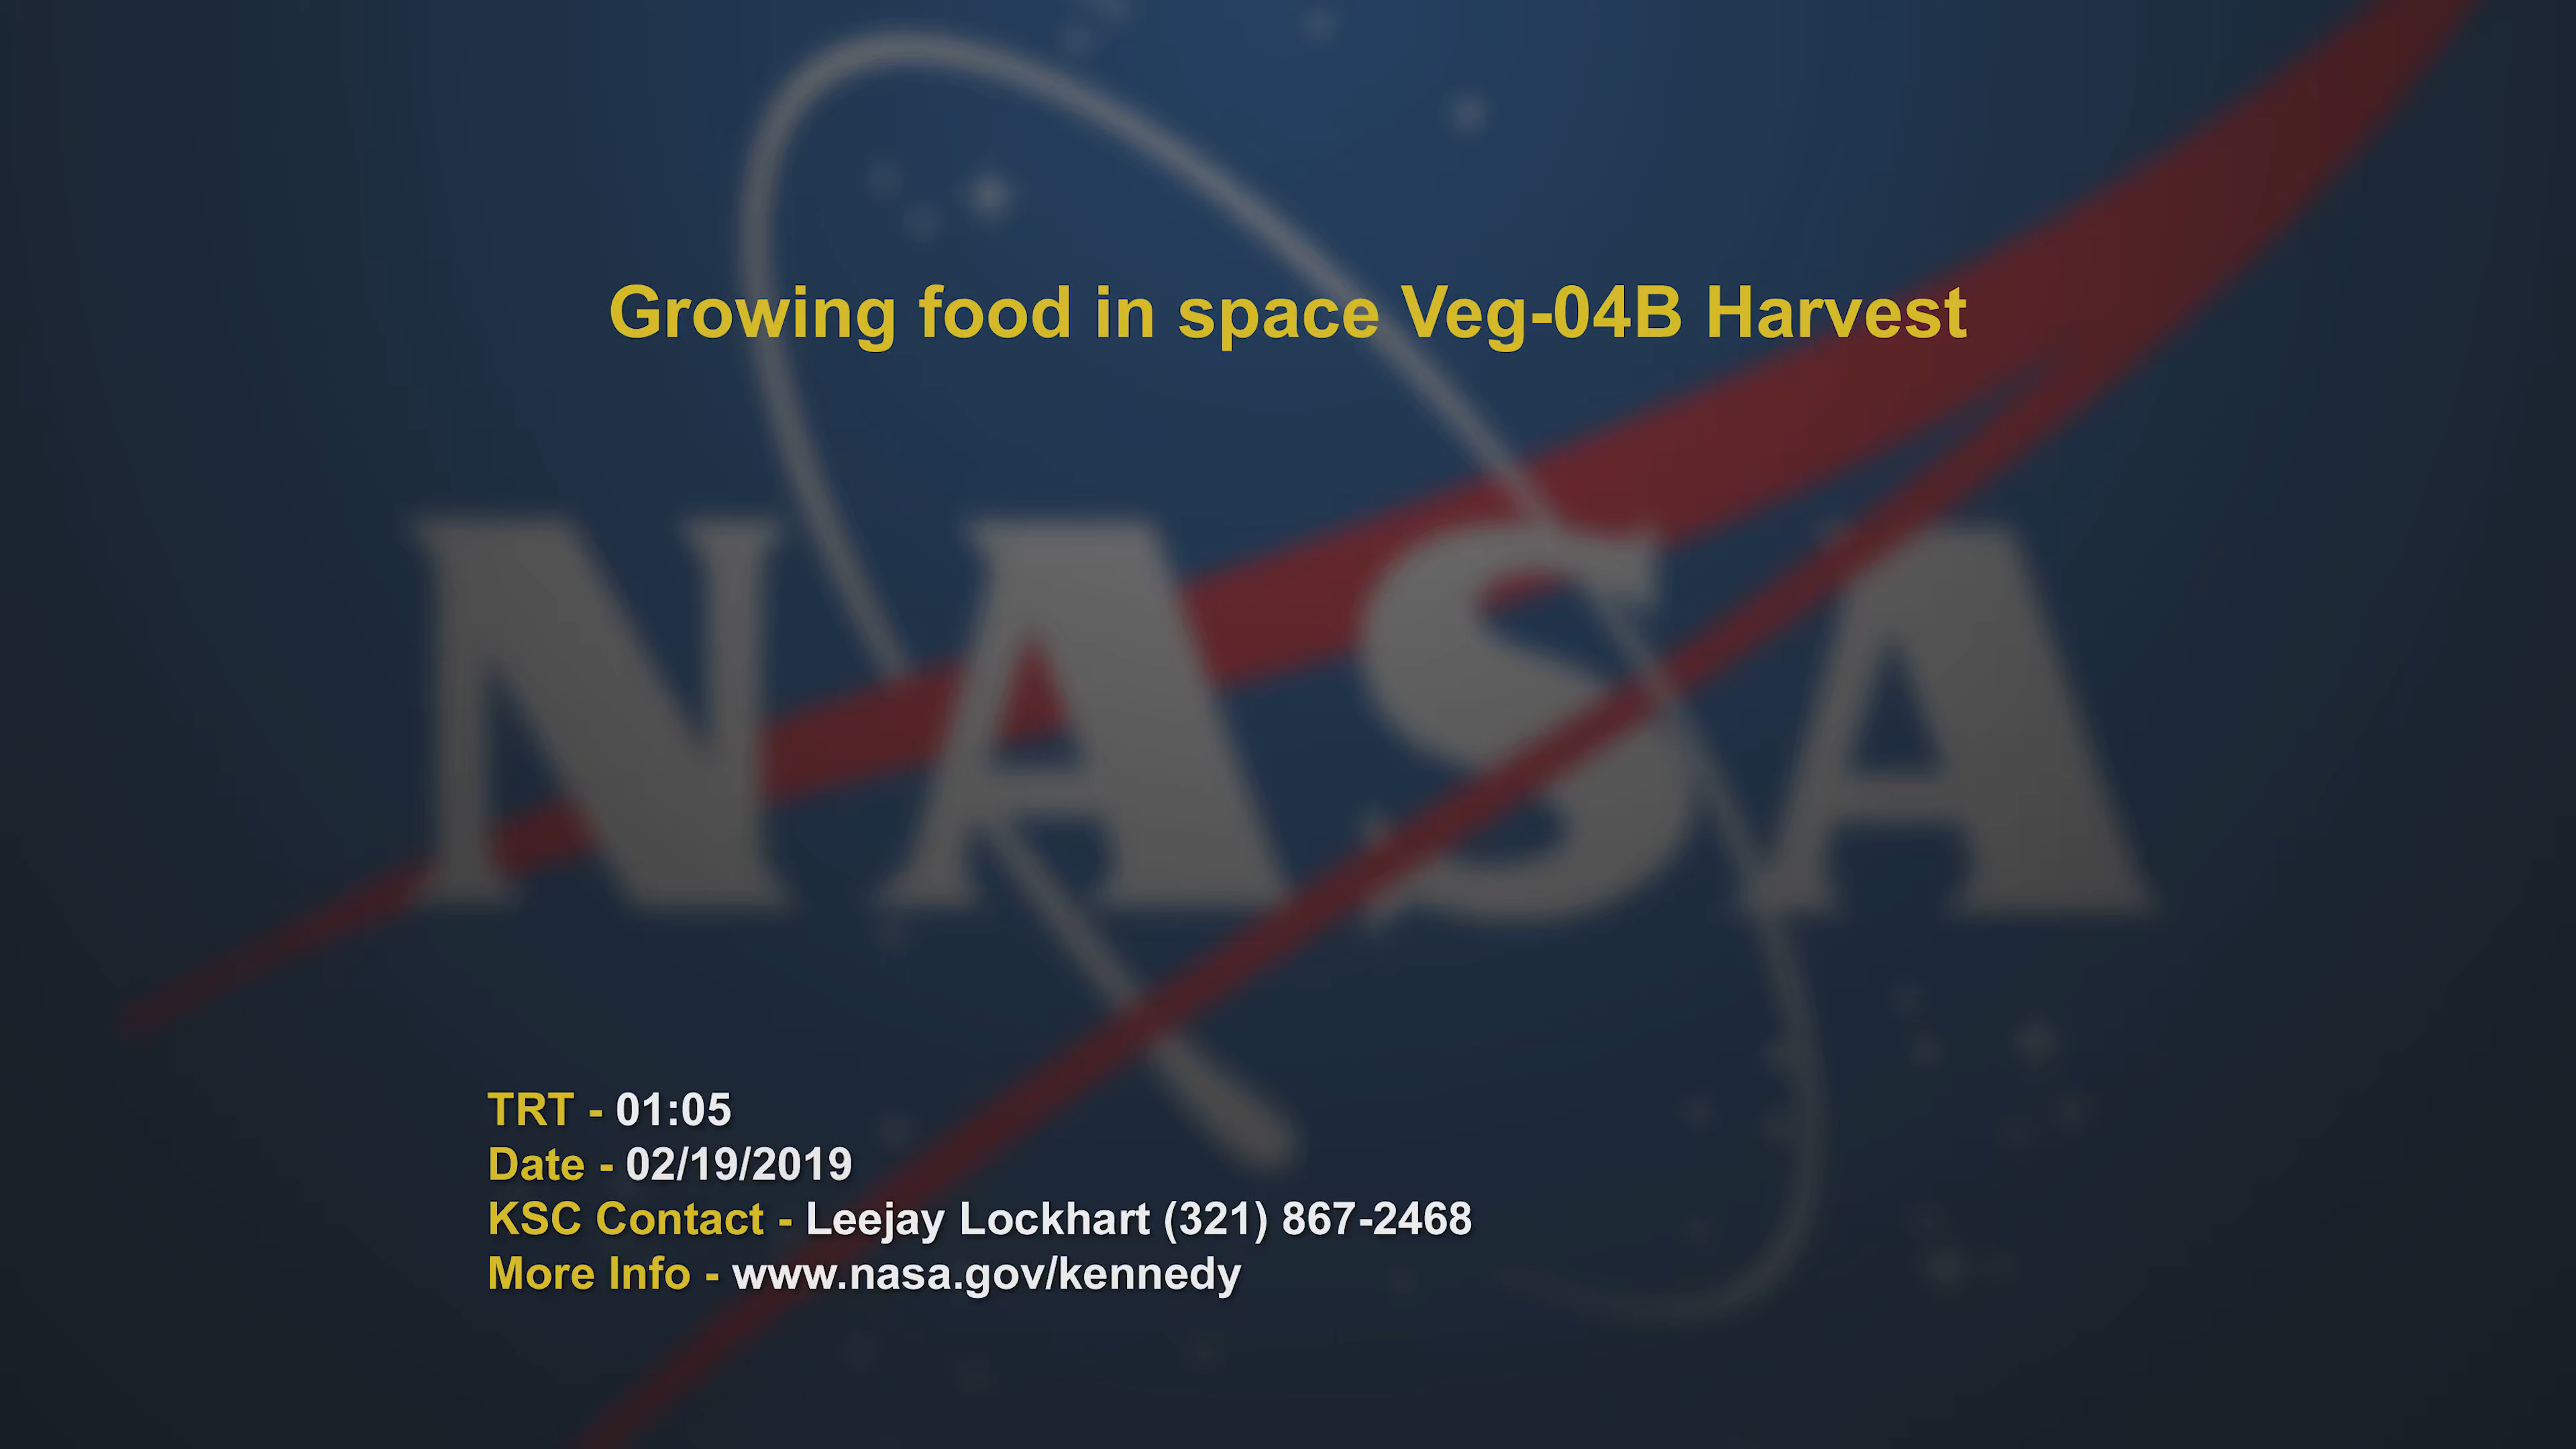 Growing food in space Veg-04B Harvest
NASA
TRT - 01:05
Date - 02/19/2019
KSC Contact - Leejay Lockhart (321) 867-2468
More Info - www.nasa.gov/kennedy